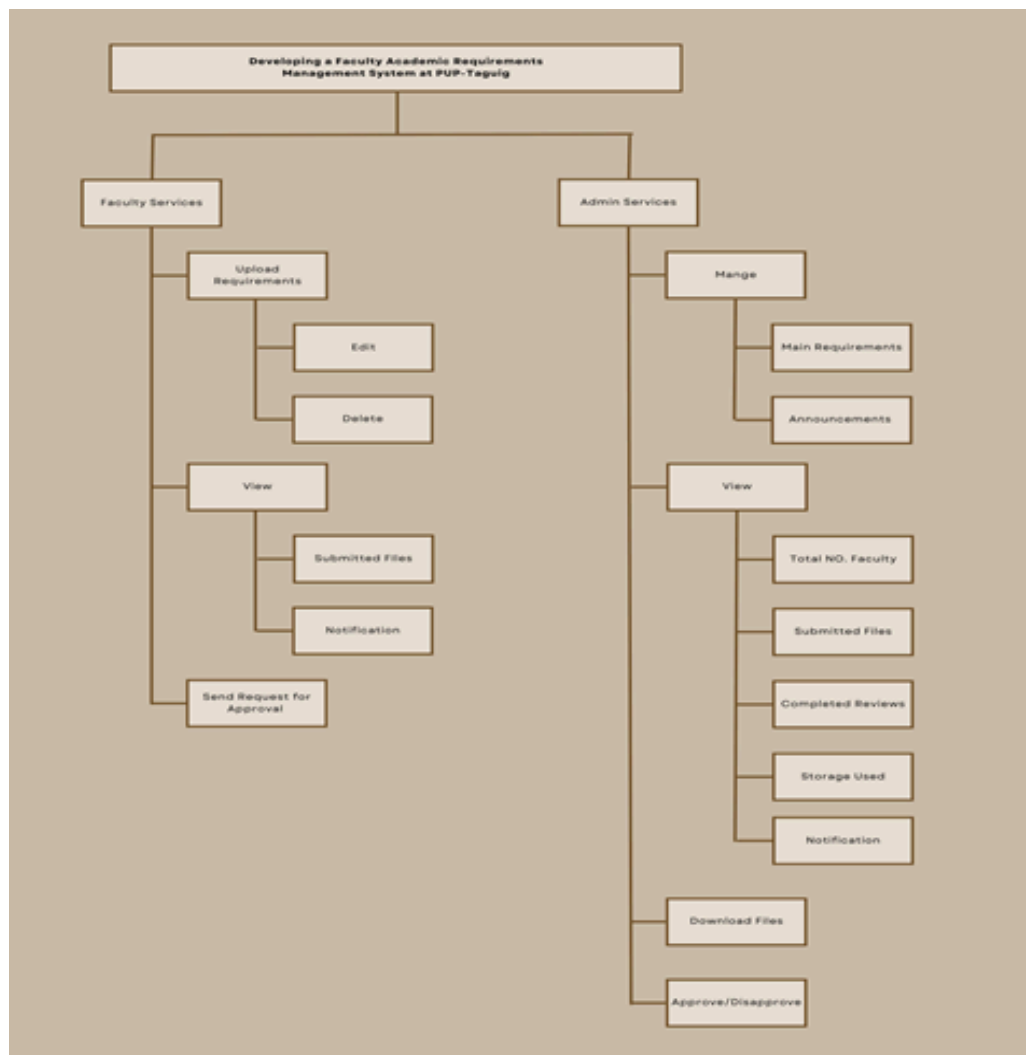 Developing a Faculty Academic Requirements
Management System at PUP-Taguig
Faculty Services
Upload
Requirements
Edit
Delete
View
Submitted Files
Notification
Send Request for
Approval
Admin Services
Mange
Main Requirements
Announcements
View
Total NO. Faculty
Submitted Files
Completed Reviews
Storage Used
Notification
Download Files
Approve/Disapprove